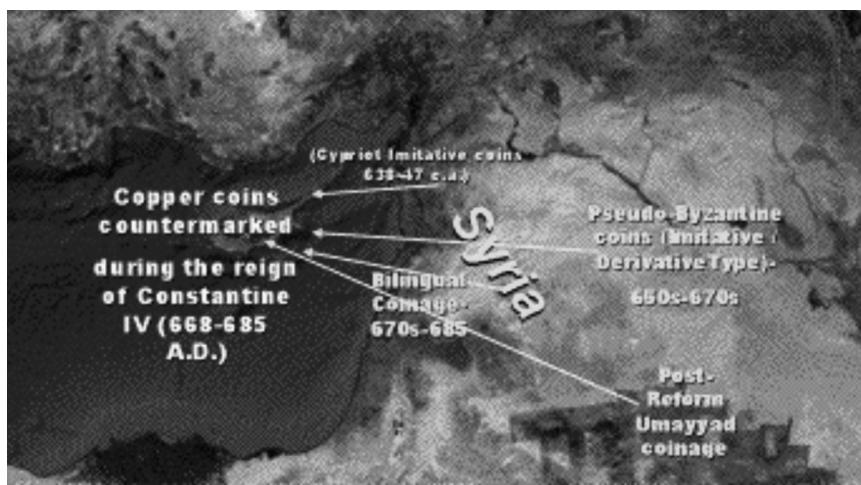 (Cypriot Imitative coins
638-47 c.a.)
Copper coins
countermarked
during the reign
of Constantine
IV (668-685
A.D.)
Syria
Pseudo-Byzantine
coins (Imitative /
Derivative Type)-
650s-670s
Bilingual
Coinage-
670s-685
Post-
Reform
Umayyad
coinage